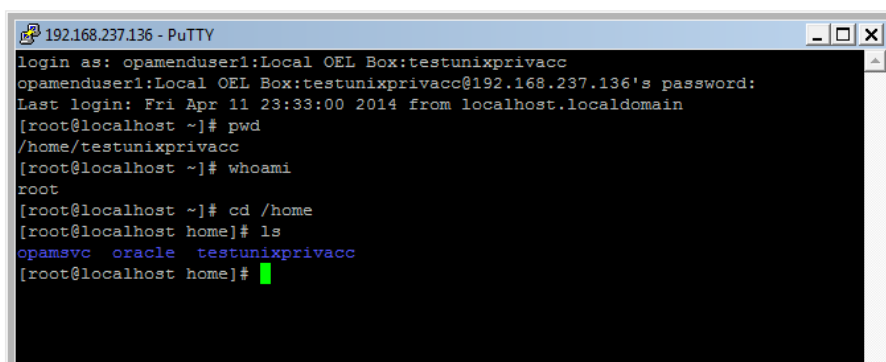 192.168.237.136 - PuTTY
login as: opamenduser1:Local OEL Box:testunixprivacc
opamenduser1:Local OEL Box:testunixprivacc@192.168.237.136's password:
Last login: Fri Apr 11 23:33:00 2014 from localhost.localdomain
[root@localhost ~]# pwd
/home/testunixprivacc
[root@localhost ~]# whoami
root
[root@localhost ~]# cd /home
[root@localhost home]# ls
opamsvc  oracle  testunixprivacc
[root@localhost home]#